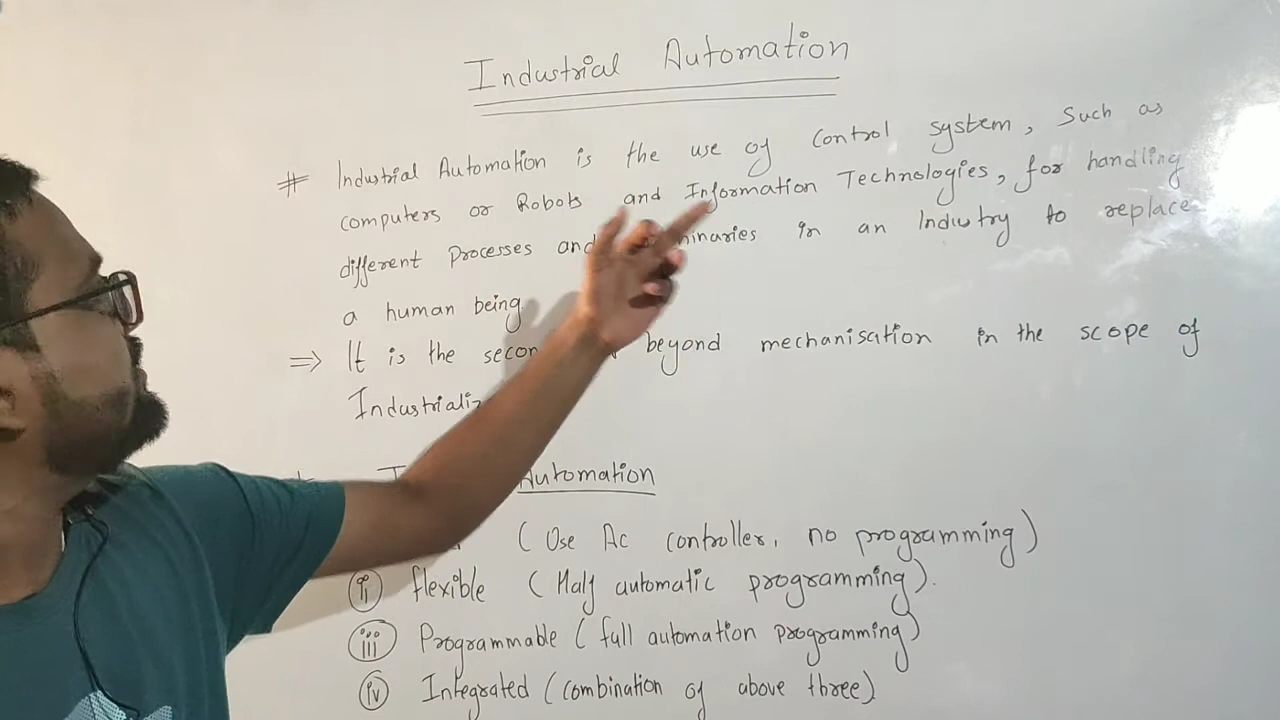 Industrial Automation
# Industrial Automation is the use of control system, Such as
computers or Robots and Information Technologies, for handling
different Processes and in an Industry to replace
a human being
⇒ It is the beyond mechanisation in the scope of
Automation
(Use Ac controller, no programming)
(ii) flexible (Half automatic programming).
(iii) Programmable (full automation programming)
(iv) Integrated (combination of above three)